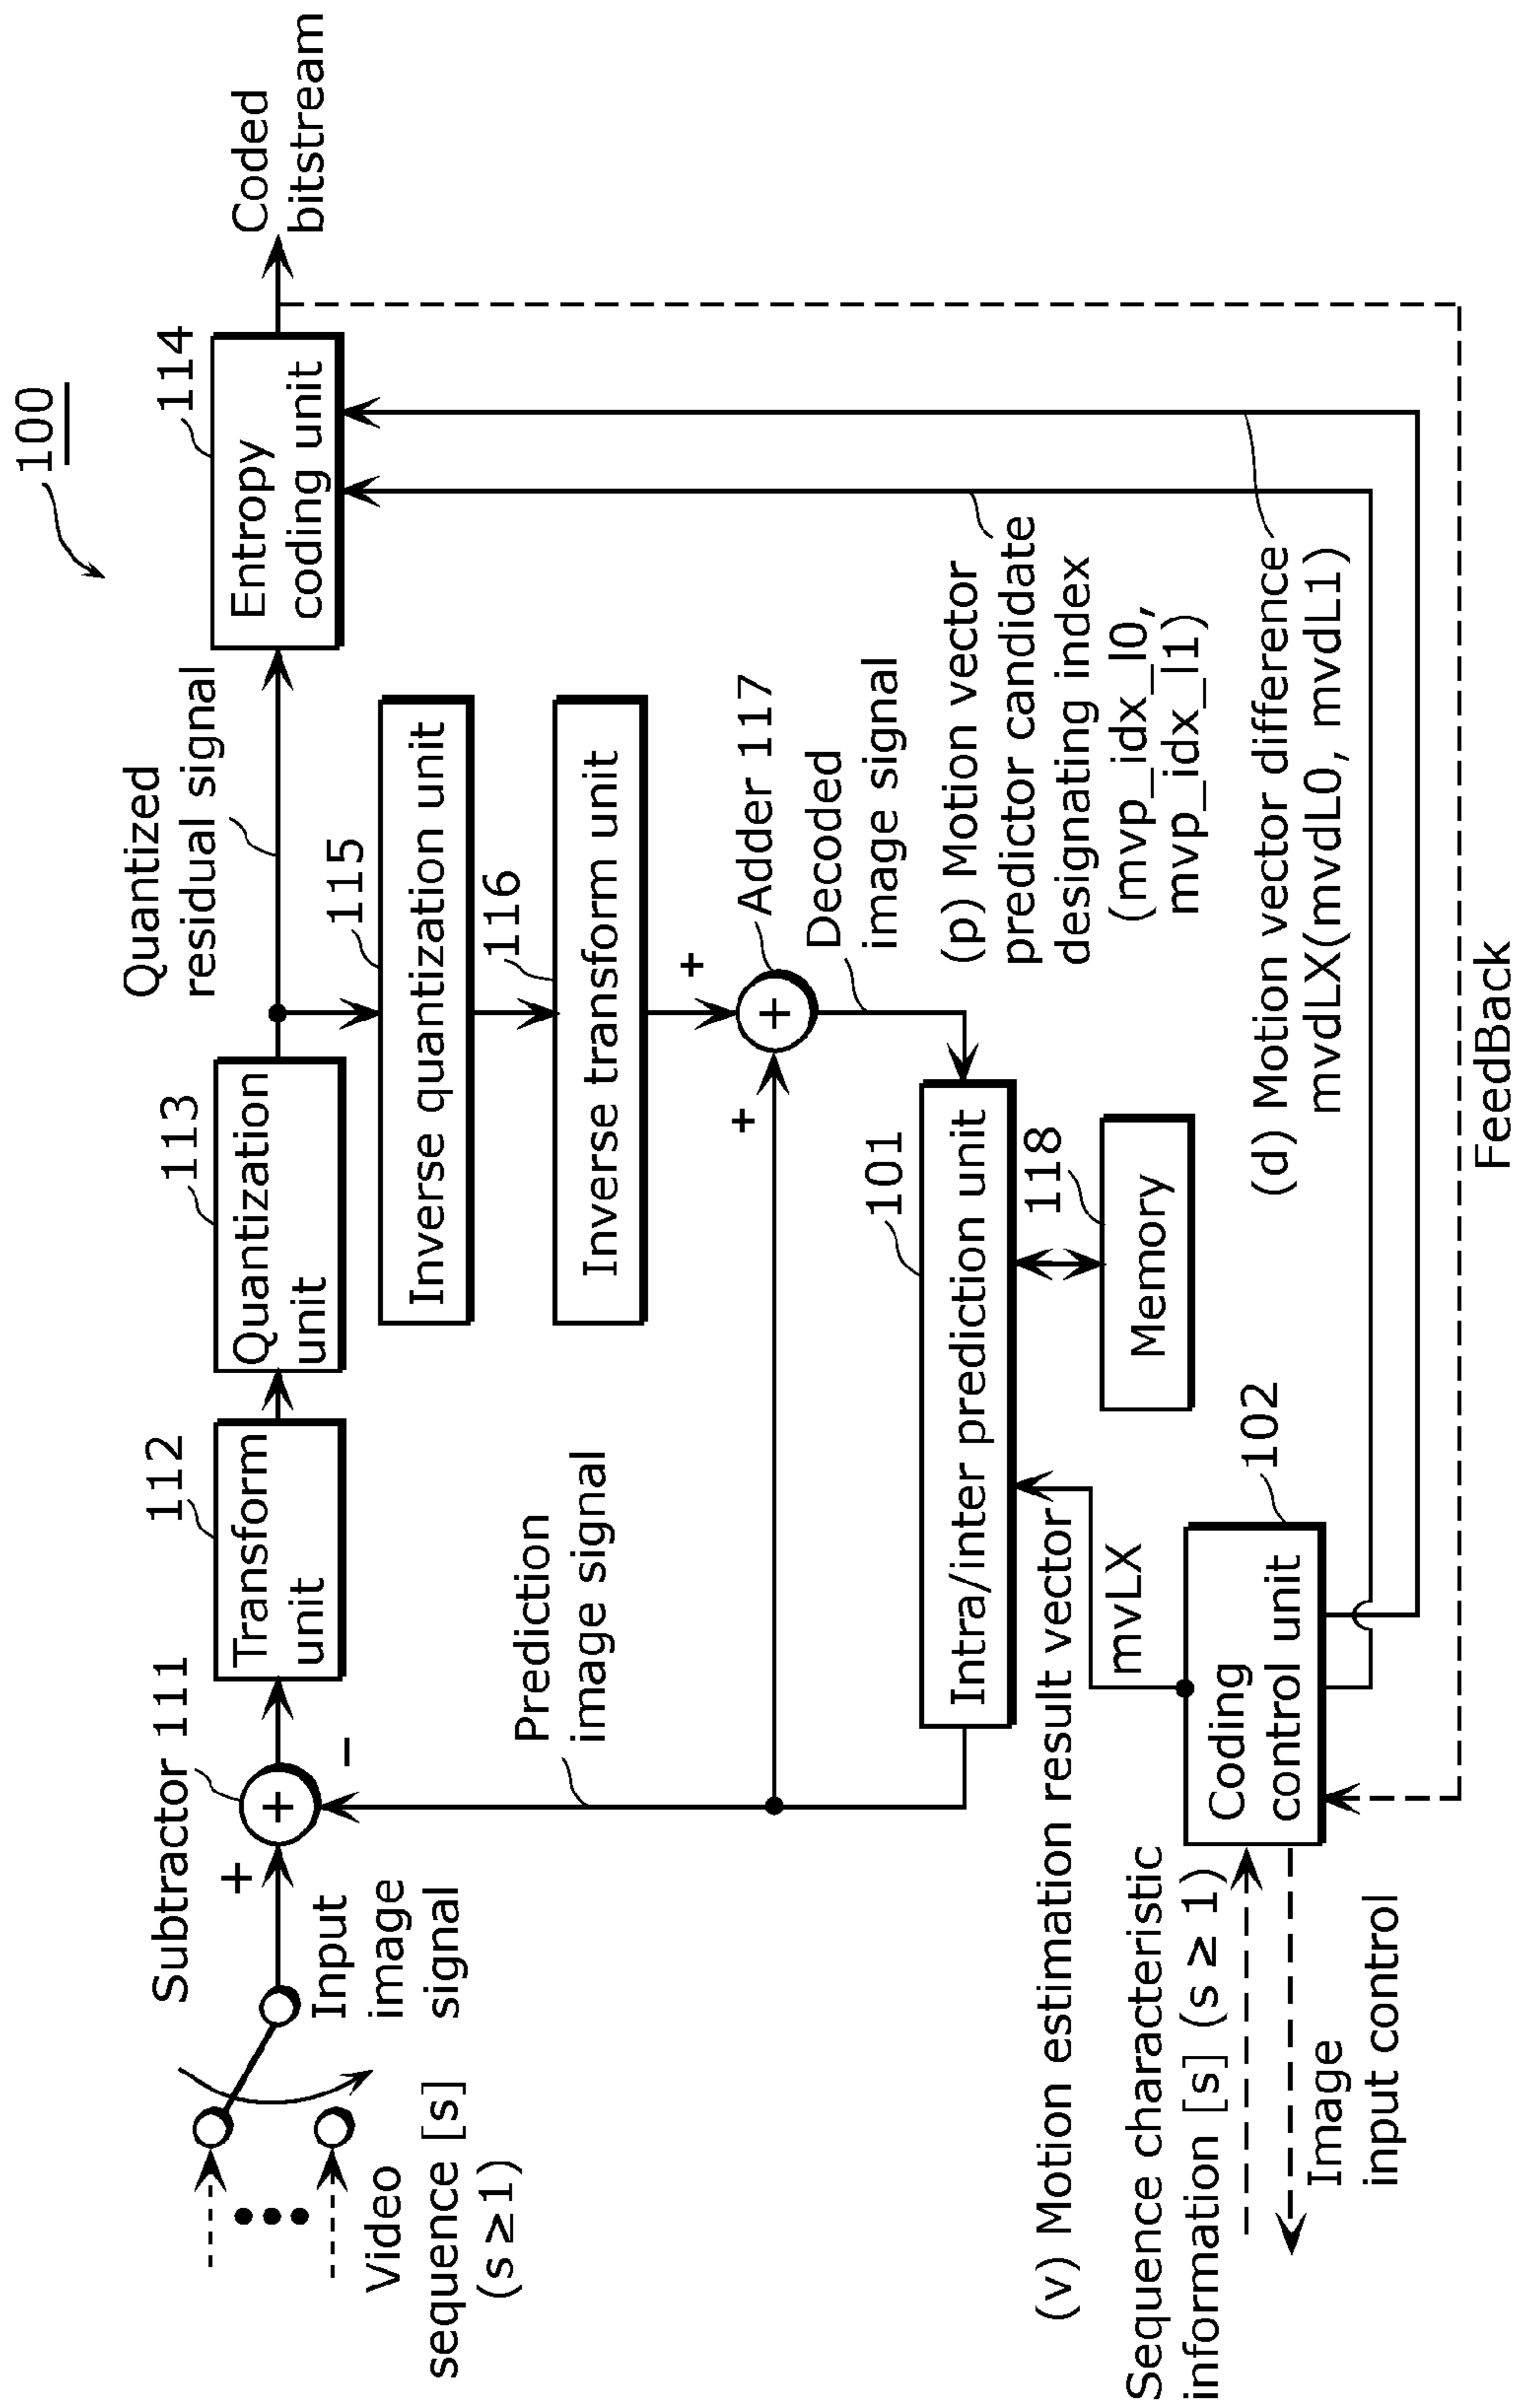 100
Subtractor 111
112
113
114
Transform
unit
Quantization
unit
Quantized
residual signal
Entropy
coding unit
Coded
bitstream
+
+
−
Input
image
signal
Video
sequence [s]
(s≥1)
115
Inverse quantization unit
116
Inverse transform unit
Prediction
image signal
+
+
+
Adder 117
Decoded
image signal
101
Intra/inter prediction unit
118
Memory
(p) Motion vector
predictor candidate
designating index
(mvp_idx_l0,
mvp_idx_l1)
(v) Motion estimation result vector
mvLX
102
Coding
control unit
Sequence characteristic
information [s] (s ≥ 1)
Image
input control
(d) Motion vector difference
mvdLX(mvdL0, mvdL1)
FeedBack